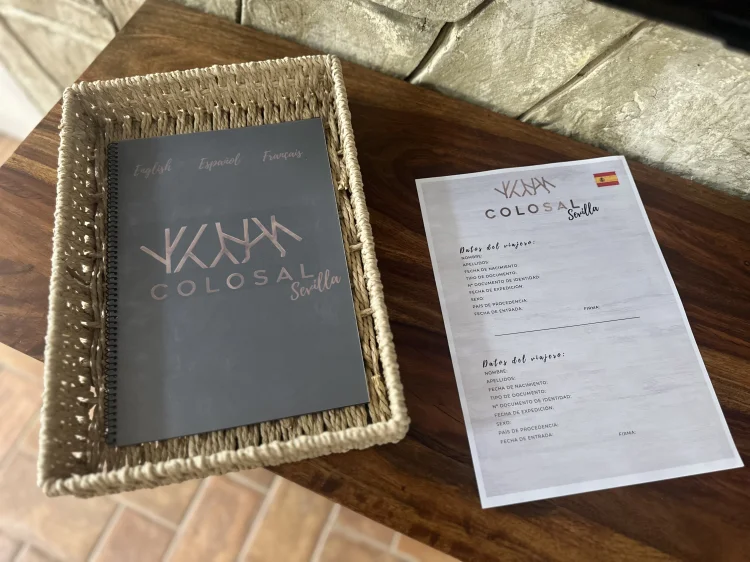 English Español Français
COLOSAL
Sevilla
COLOSAL
Sevilla
Datos del viajero:
NOMBRE:
APELLIDOS:
FECHA DE NACIMIENTO:
TIPO DE DOCUMENTO:
Nº DOCUMENTO DE IDENTIDAD:
FECHA DE EXPEDICIÓN:
SEXO:
PAIS DE PROCEDENCIA:
FECHA DE ENTRADA: FIRMA:
Datos del viajero:
NOMBRE:
APELLIDOS:
FECHA DE NACIMIENTO:
TIPO DE DOCUMENTO:
Nº DOCUMENTO DE IDENTIDAD:
FECHA DE EXPEDICIÓN:
SEXO:
PAIS DE PROCEDENCIA:
FECHA DE ENTRADA: FIRMA: